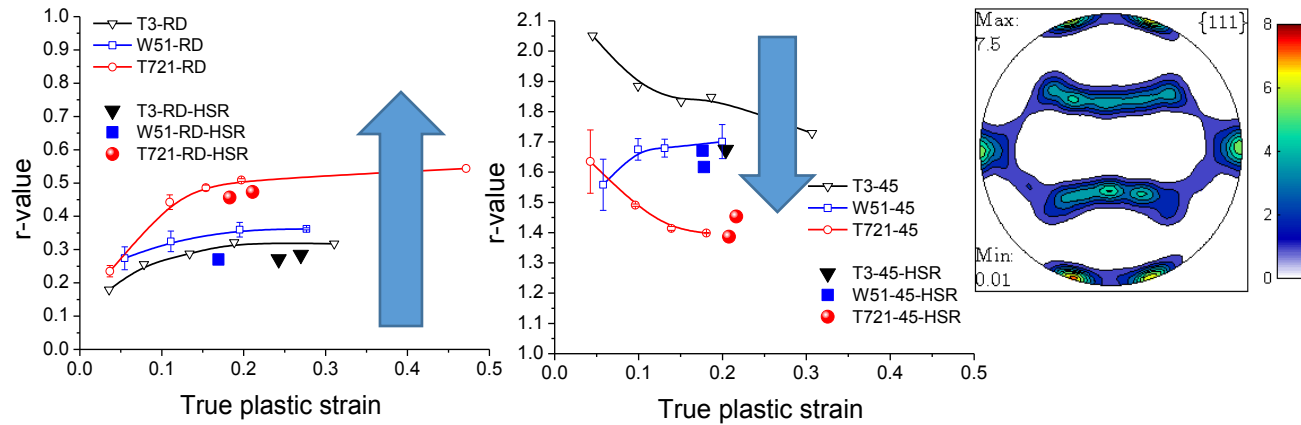 r-value
1.0
0.9
0.8
0.7
0.6
0.5
0.4
0.3
0.2
0.1
0.0
T3-RD
W51-RD
T721-RD
T3-RD-HSR
W51-RD-HSR
T721-RD-HSR
0.0 0.1 0.2 0.3 0.4 0.5
True plastic strain
r-value
2.1
2.0
1.9
1.8
1.7
1.6
1.5
1.4
1.3
1.2
1.1
1.0
T3-45
W51-45
T721-45
T3-45-HSR
W51-45-HSR
T721-45-HSR
0.0 0.1 0.2 0.3 0.4 0.5
True plastic strain
Max:
7.5
{111}
Min:
0.01
8
6
4
2
0